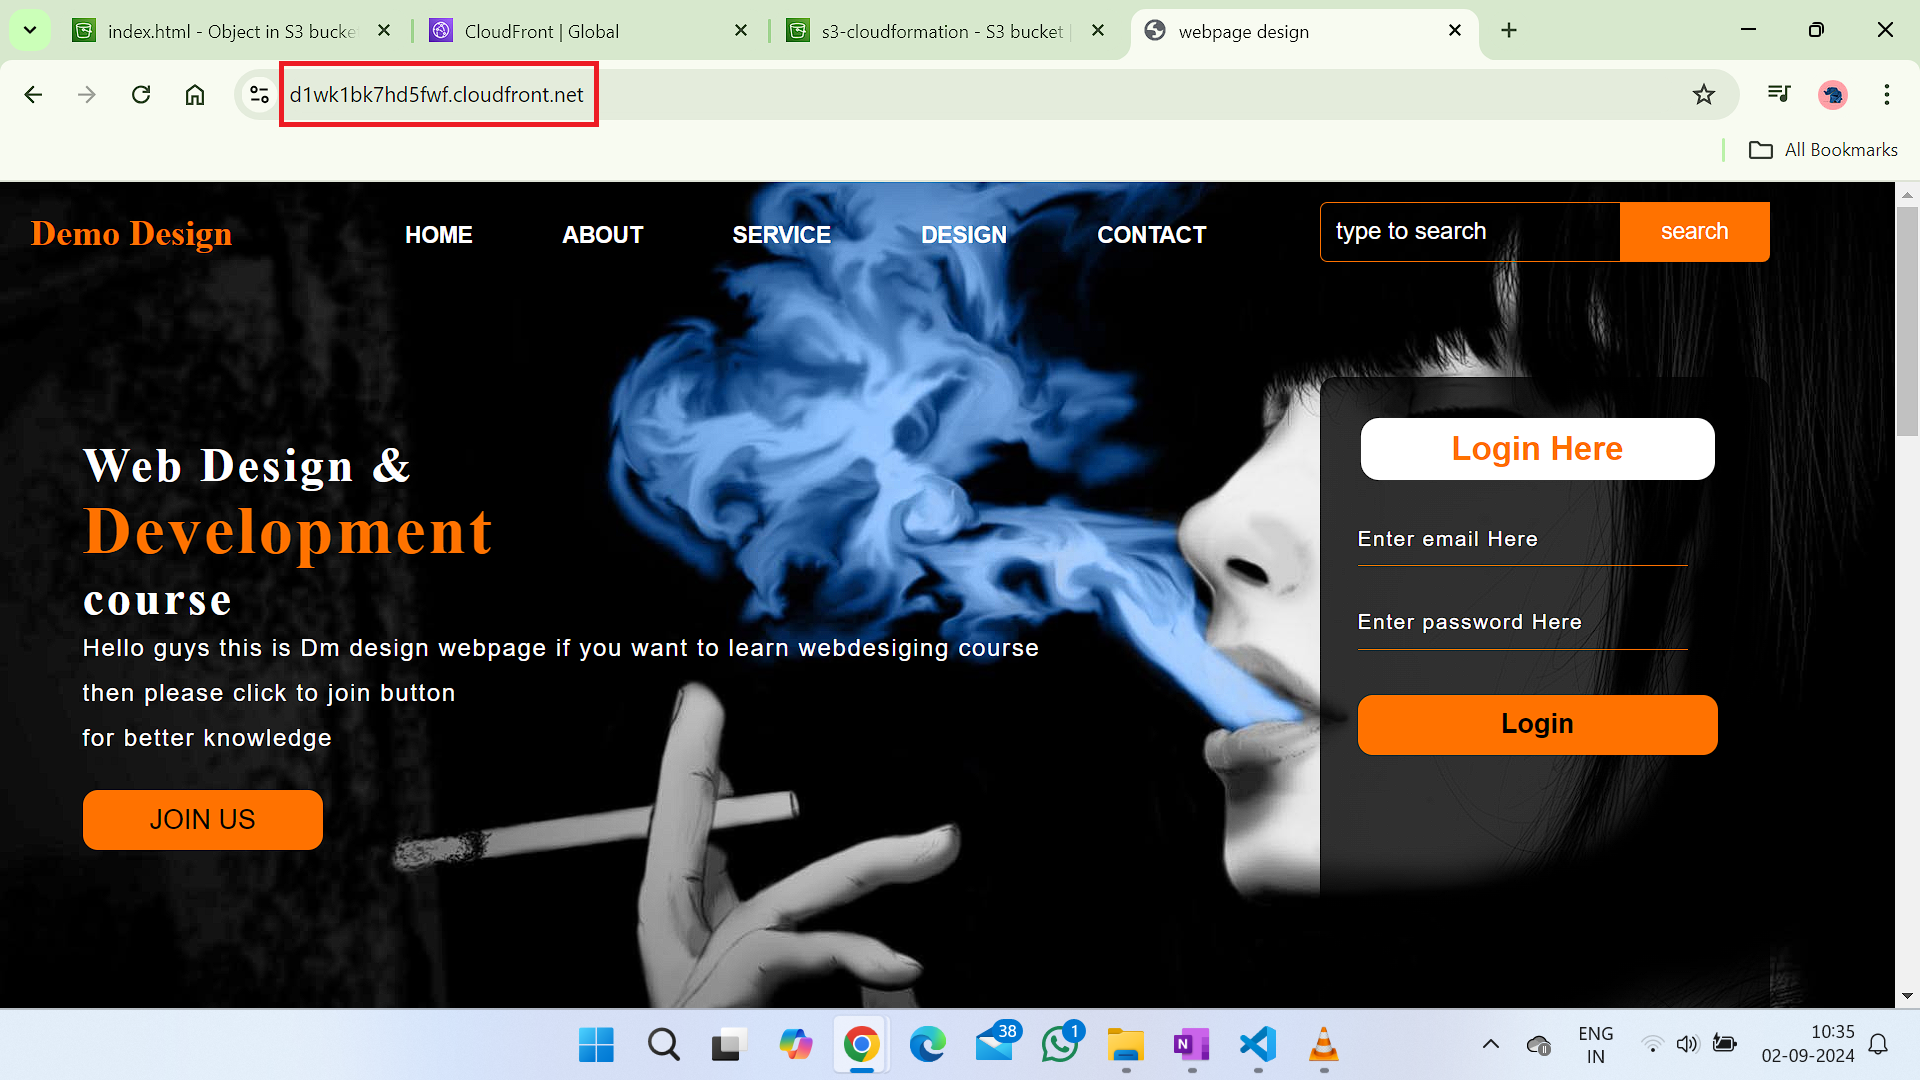 index.html - Object in S3 bucke
CloudFront | Global
s3-cloudformation - S3 bucket |
webpage design
d1wk1bk7hd5fwf.cloudfront.net
All Bookmarks
Demo Design
HOME
ABOUT
SERVICE
DESIGN
CONTACT
type to search
search
Web Design &
Development
course
Hello guys this is Dm design webpage if you want to learn webdesiging course
then please click to join button
for better knowledge
JOIN US
Login Here
Enter email Here
Enter password Here
Login
38
1
N
ENG
IN
10:35
02-09-2024